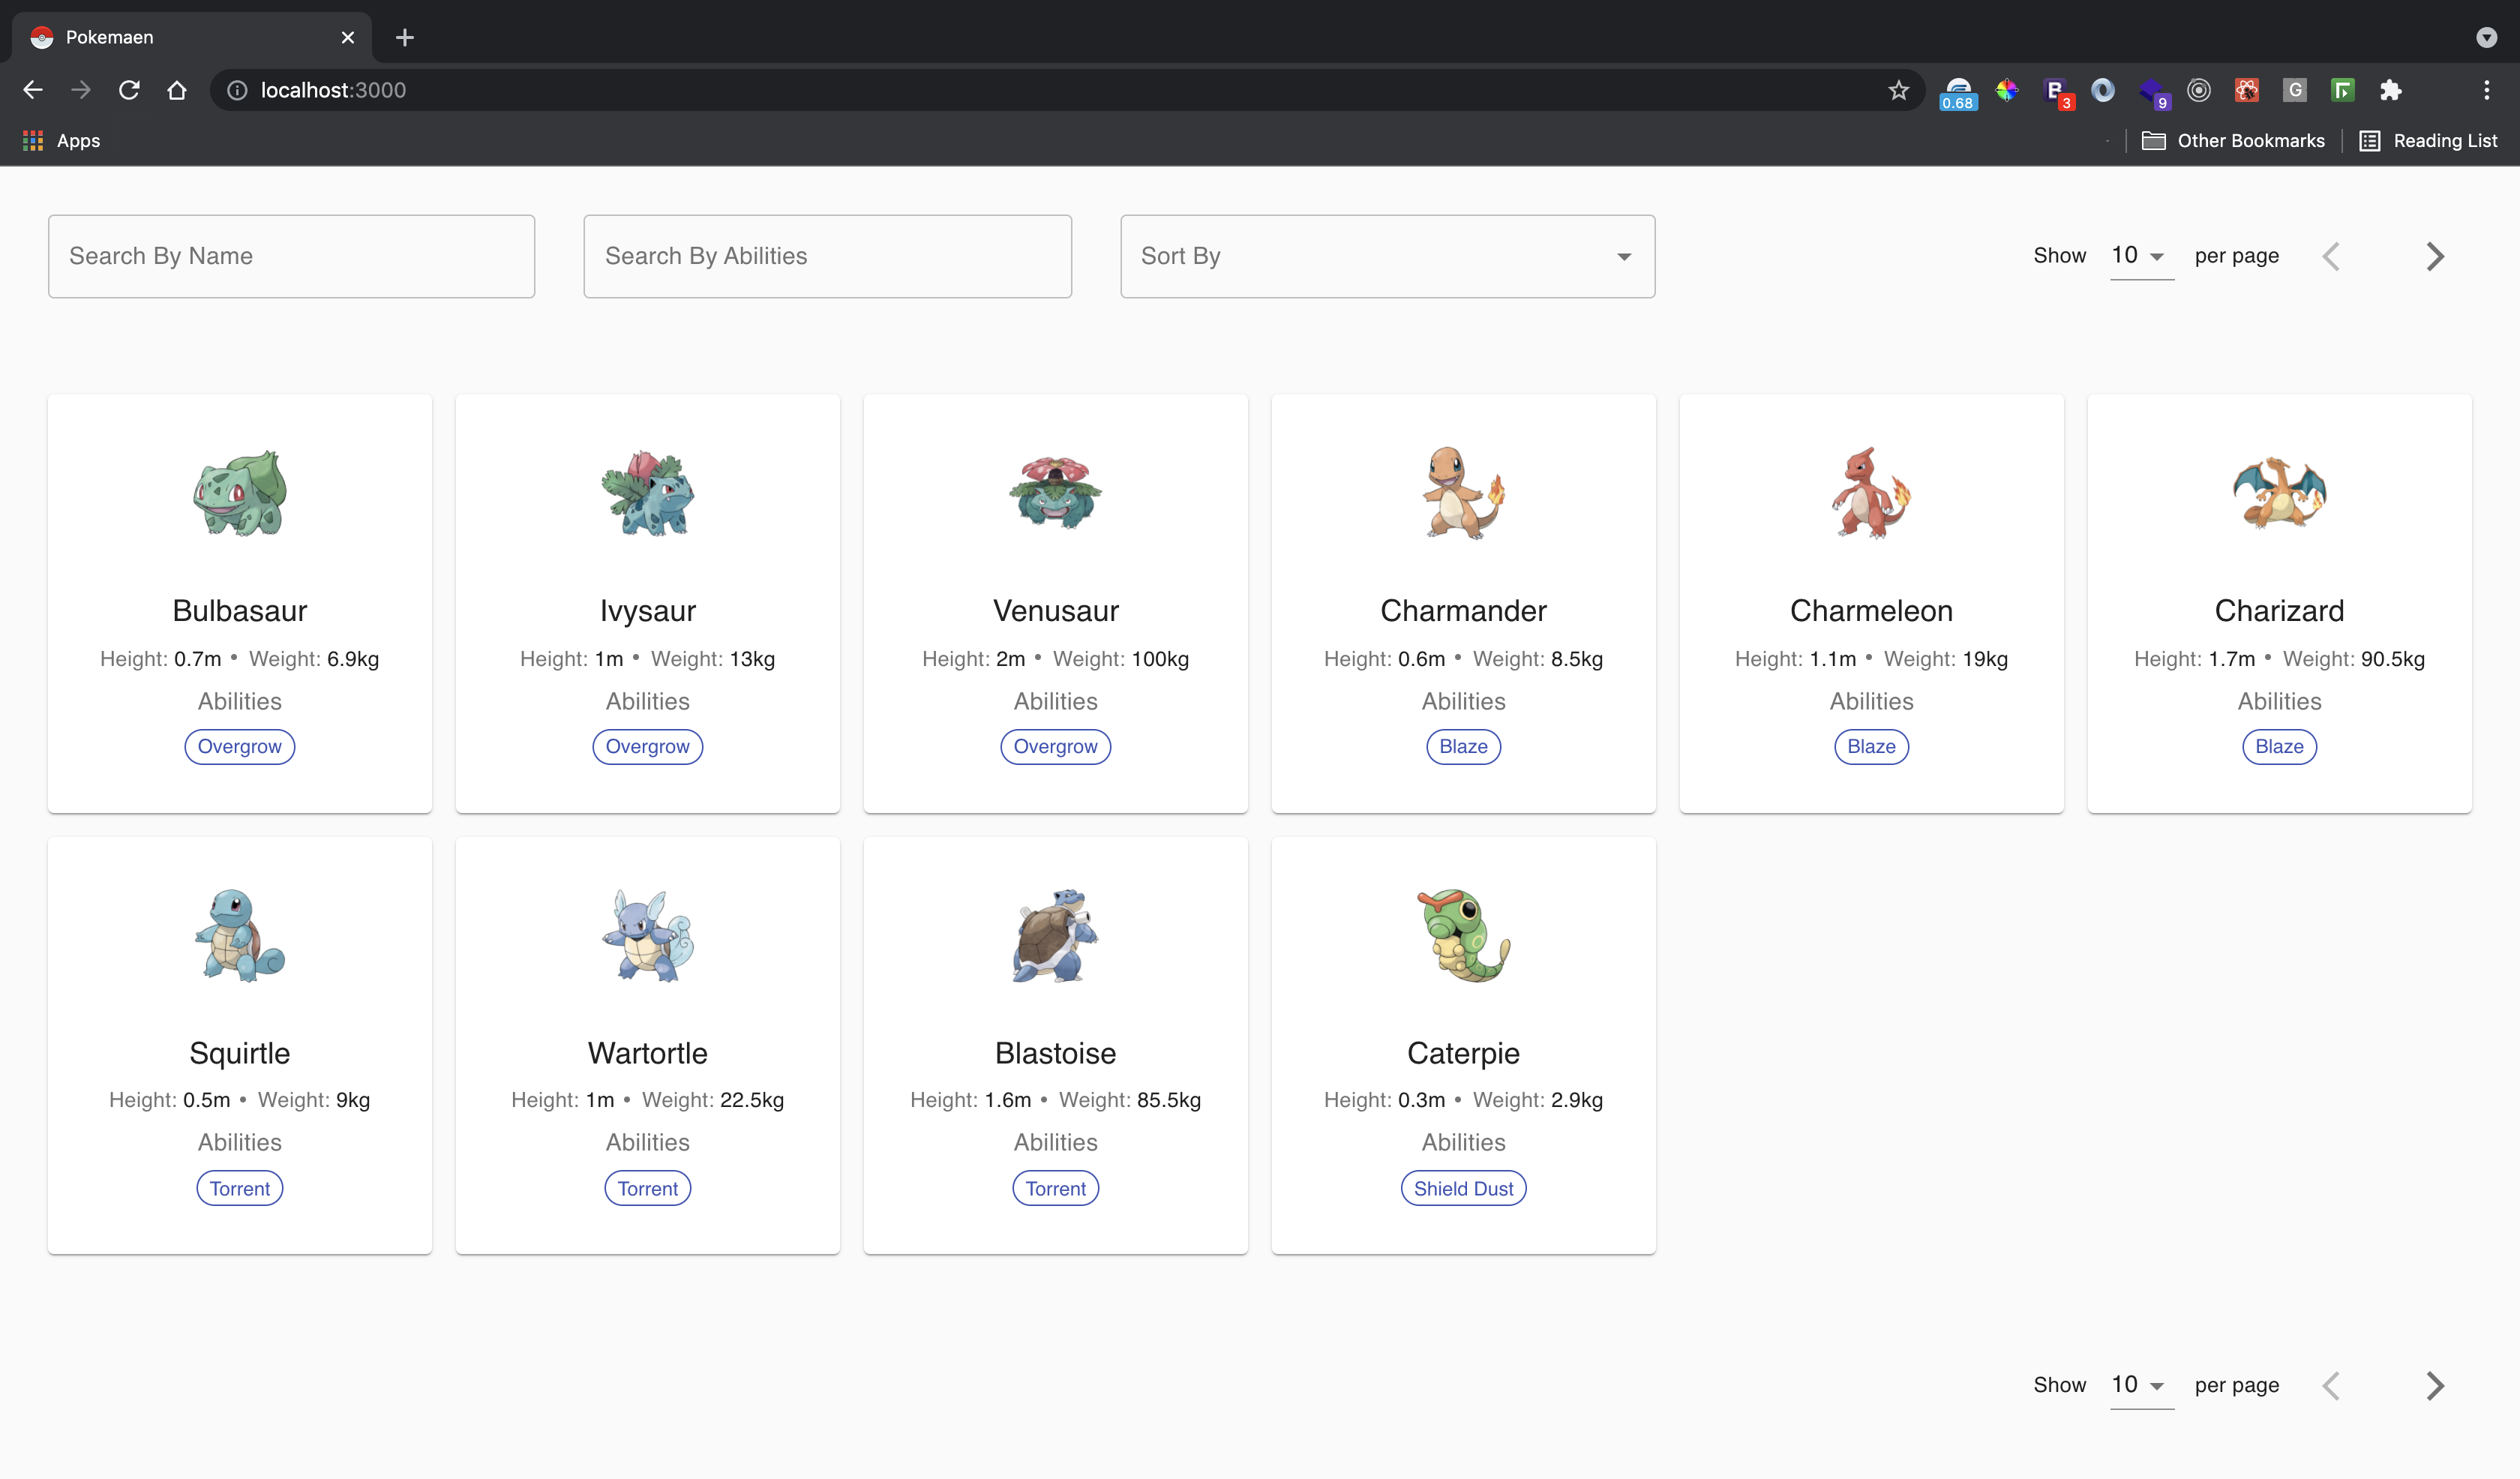 Pokemaen
localhost:3000
0.68
B 3
9
G
Apps
Other Bookmarks
Reading List
Search By Name
Search By Abilities
Sort By
Show 10 per page
Bulbasaur
Height: 0.7m • Weight: 6.9kg
Abilities
Overgrow
Ivysaur
Height: 1m • Weight: 13kg
Abilities
Overgrow
Venusaur
Height: 2m • Weight: 100kg
Abilities
Overgrow
Charmander
Height: 0.6m • Weight: 8.5kg
Abilities
Blaze
Charmeleon
Height: 1.1m • Weight: 19kg
Abilities
Blaze
Charizard
Height: 1.7m • Weight: 90.5kg
Abilities
Blaze
Squirtle
Height: 0.5m • Weight: 9kg
Abilities
Torrent
Wartortle
Height: 1m • Weight: 22.5kg
Abilities
Torrent
Blastoise
Height: 1.6m • Weight: 85.5kg
Abilities
Torrent
Caterpie
Height: 0.3m • Weight: 2.9kg
Abilities
Shield Dust
Show 10 per page